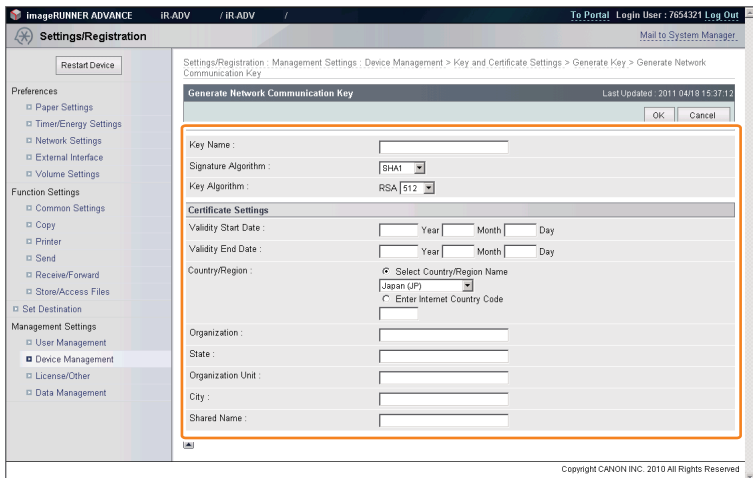 imageRUNNER ADVANCE iR-ADV / iR-ADV / To Portal Login User : 7654321 Log Out
Settings/Registration Mail to System Manager
Restart Device
Preferences
Paper Settings
Timer/Energy Settings
Network Settings
External Interface
Volume Settings
Function Settings
Common Settings
Copy
Printer
Send
Receive/Forward
Store/Access Files
Set Destination
Management Settings
User Management
Device Management
License/Other
Data Management
Settings/Registration : Management Settings : Device Management > Key and Certificate Settings > Generate Key > Generate Network
Communication Key
Generate Network Communication Key Last Updated : 2011 04/18 15:37:12
OK Cancel
Key Name :
Signature Algorithm : SHA1
Key Algorithm : RSA 512
Certificate Settings
Validity Start Date : Year Month Day
Validity End Date : Year Month Day
Country/Region : Select Country/Region Name
Japan (JP)
Enter Internet Country Code
Organization :
State :
Organization Unit :
City :
Shared Name :
Copyright CANON INC. 2010 All Rights Reserved